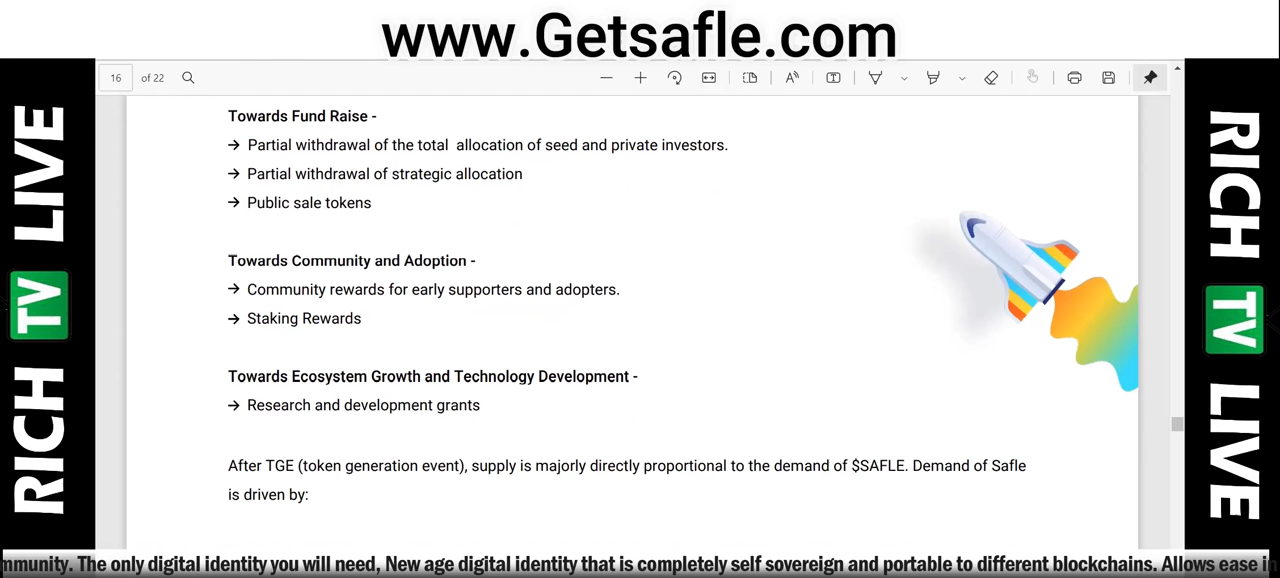 www.Getsafle.com
16 of 22
Towards Fund Raise -
→ Partial withdrawal of the total allocation of seed and private investors.
→ Partial withdrawal of strategic allocation
→ Public sale tokens
Towards Community and Adoption -
→ Community rewards for early supporters and adopters.
→ Staking Rewards
Towards Ecosystem Growth and Technology Development -
→ Research and development grants
After TGE (token generation event), supply is majorly directly proportional to the demand of $SAFLE. Demand of Safle
is driven by:
RICH TV LIVE
RICH TV LIVE
mmunity. The only digital identity you will need, New age digital identity that is completely self sovereign and portable to different blockchains. Allows ease i